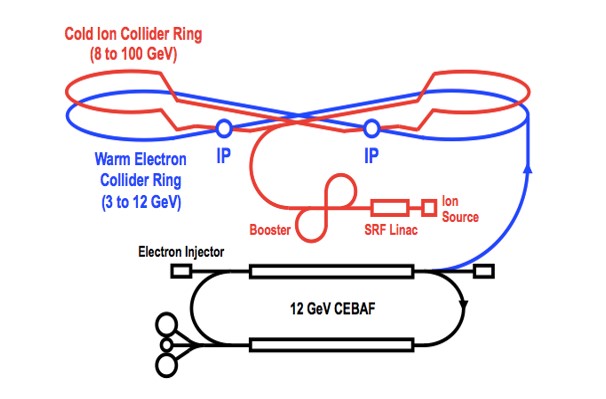 Cold Ion Collider Ring
(8 to 100 GeV)
IP
IP
Warm Electron
Collider Ring
(3 to 12 GeV)
Booster
SRF Linac
Ion
Source
Electron Injector
12 GeV CEBAF